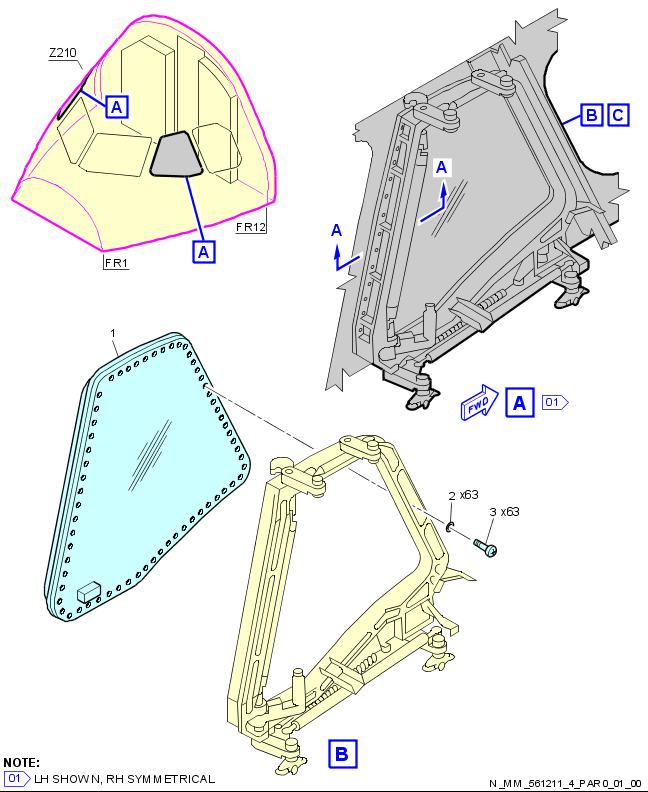 Z210
A
A
FR12
FR1
B C
A
A
FWD
A 01
1
2 x63
3 x63
B
NOTE:
01 LH SHOWN, RH SYMMETRICAL
N_MM_561211_4_PAR0_01_00